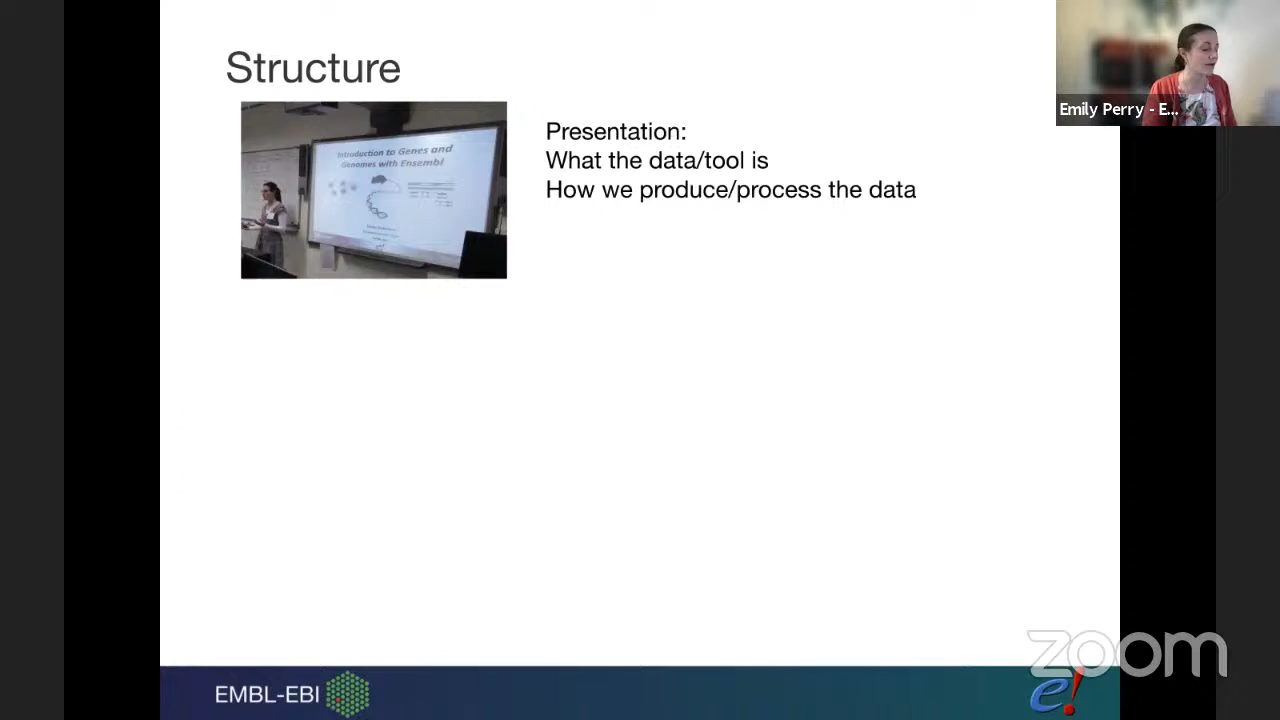 Structure
Emily Perry - E...
Introduction to Genes and
Genomes with Ensembl
Presentation:
What the data/tool is
How we produce/process the data
zoom
EMBL-EBI
e!